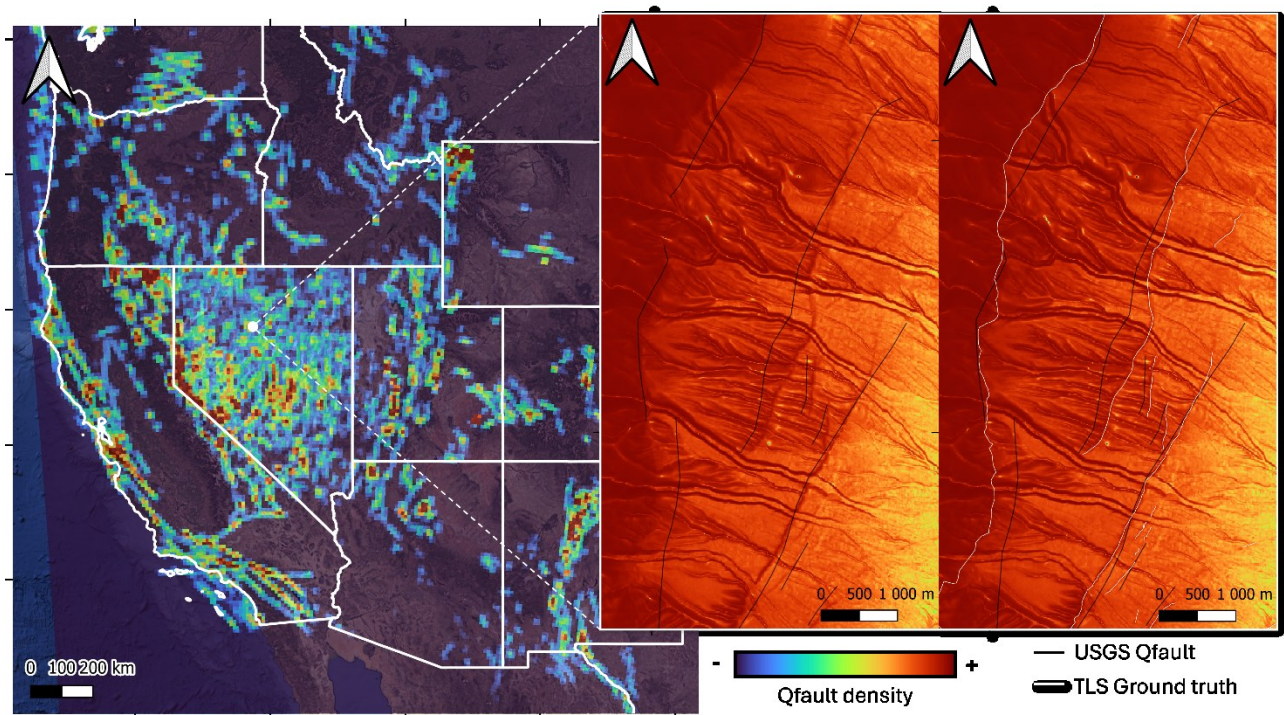 0 100 200 km
0 500 1 000 m
0 500 1 000 m
- +
Qfault density
USGS Qfault
TLS Ground truth